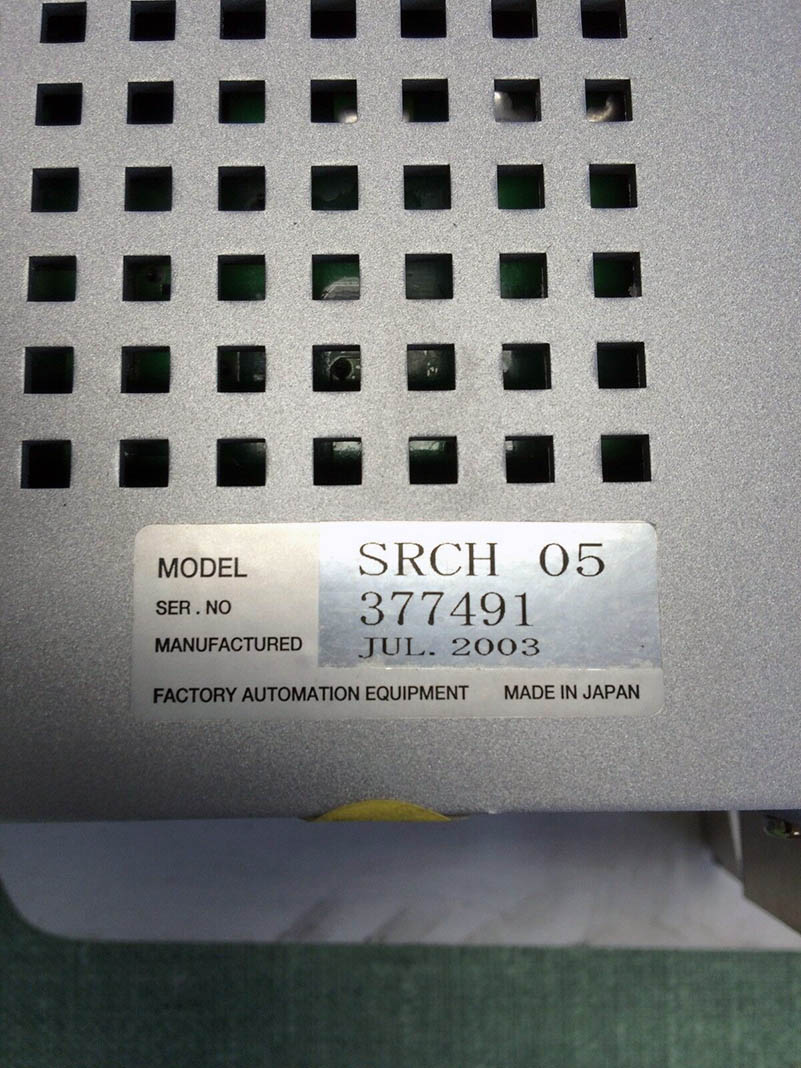 MODEL SRCH 05
SER . NO 377491
MANUFACTURED JUL. 2003
FACTORY AUTOMATION EQUIPMENT MADE IN JAPAN